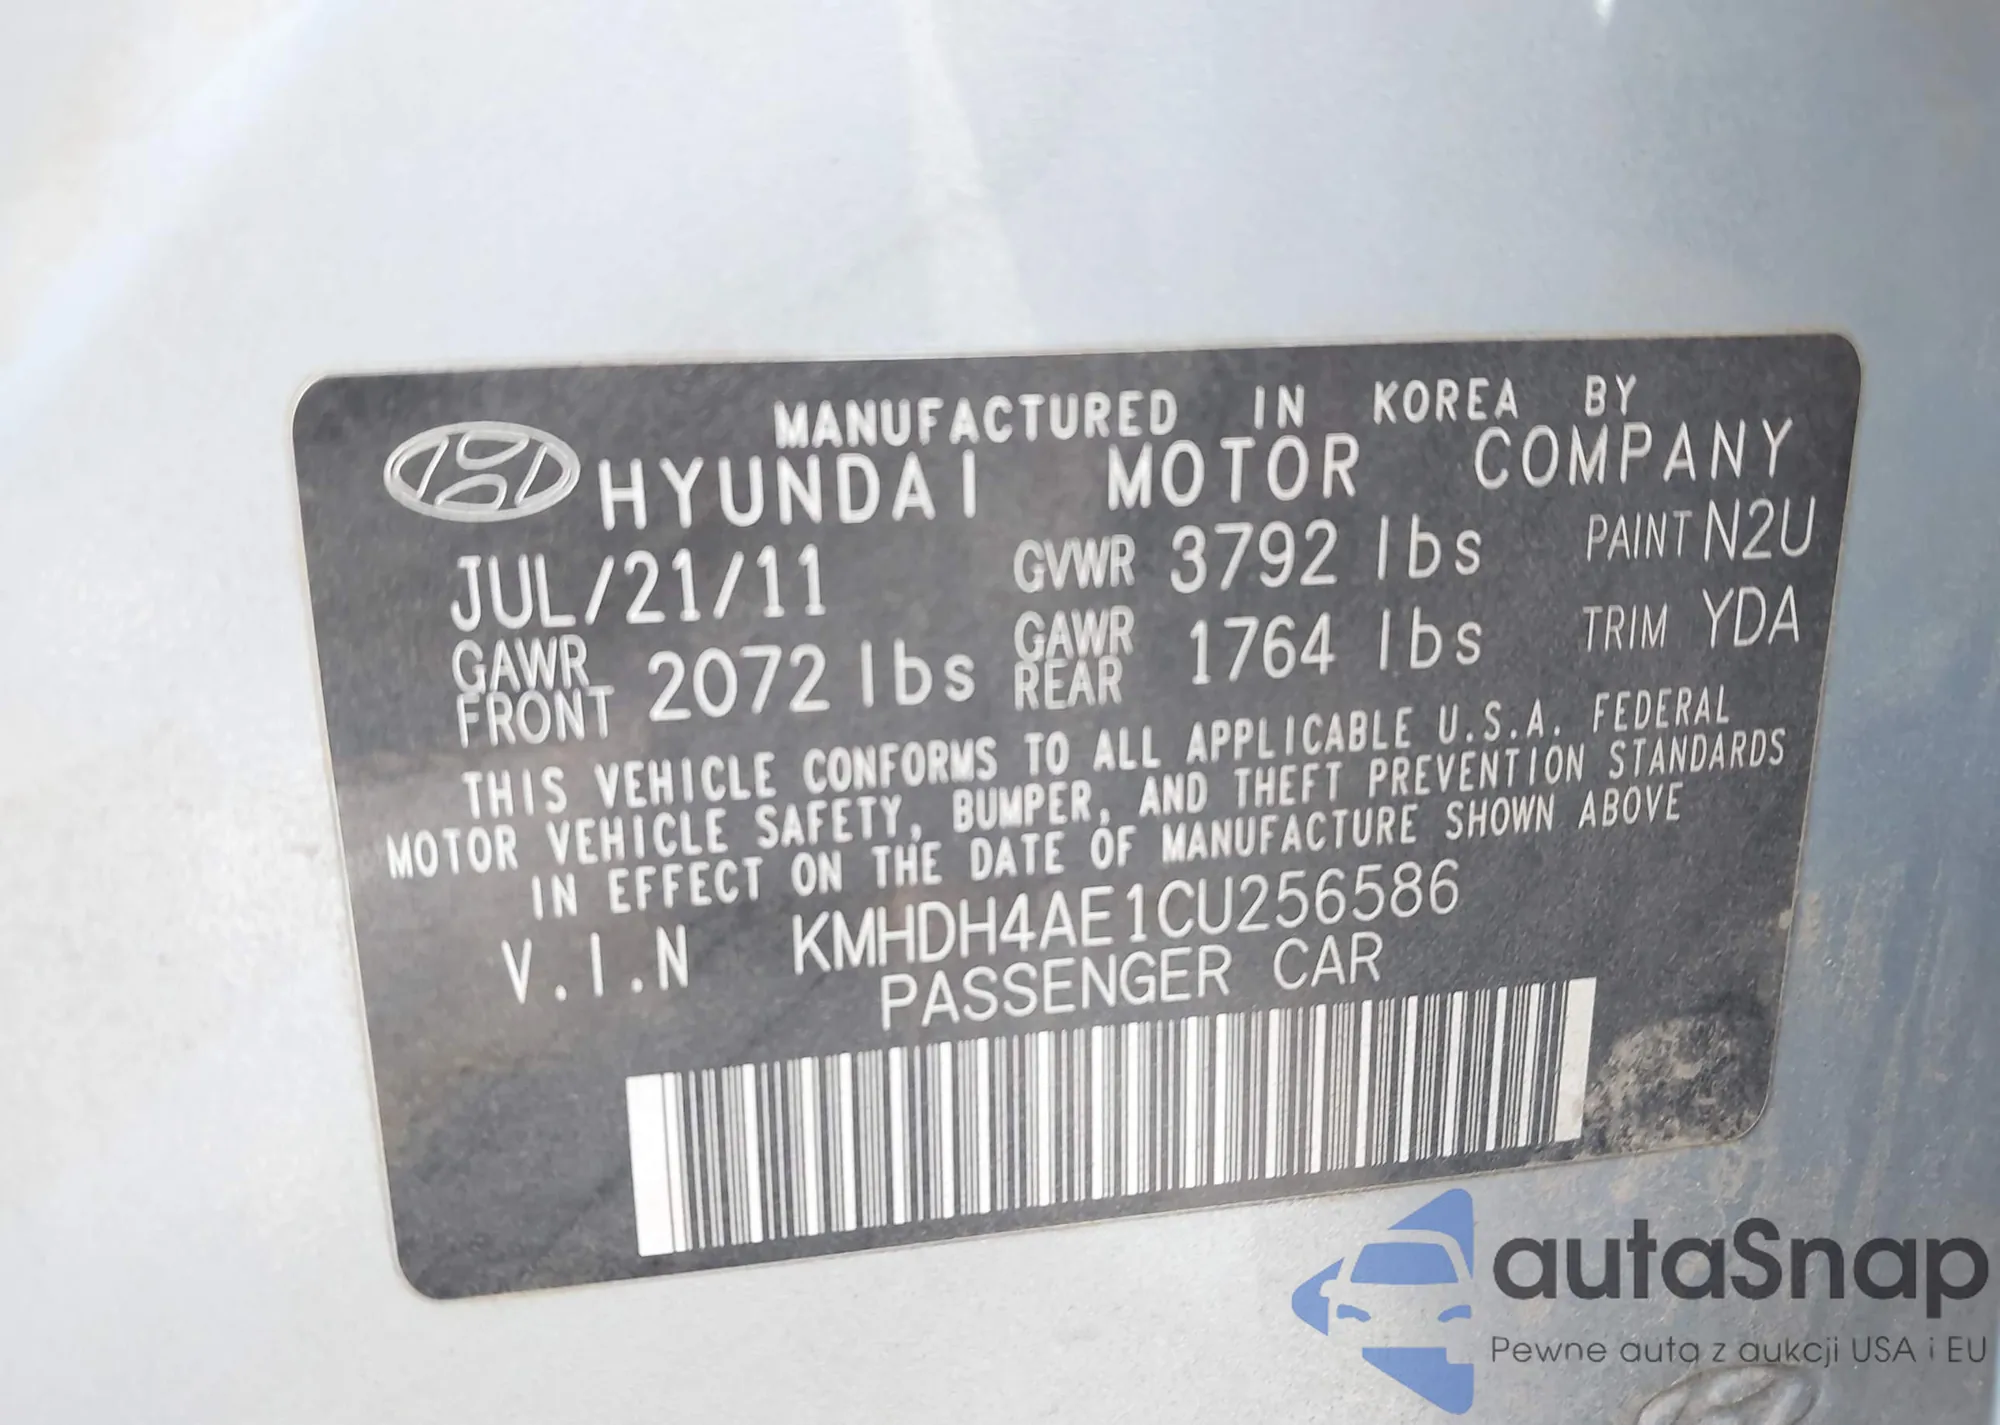 MANUFACTURED IN KOREA BY
HYUNDAI MOTOR COMPANY
JUL/21/11 GVWR 3792 lbs PAINT N2U
GAWR FRONT 2072 lbs GAWR REAR 1764 lbs TRIM YDA
THIS VEHICLE CONFORMS TO ALL APPLICABLE U.S.A. FEDERAL
MOTOR VEHICLE SAFETY, BUMPER, AND THEFT PREVENTION STANDARDS
IN EFFECT ON THE DATE OF MANUFACTURE SHOWN ABOVE
V.I.N KMHDH4AE1CU256586
PASSENGER CAR
autaSnap
Pewne auta z aukcji USA i EU